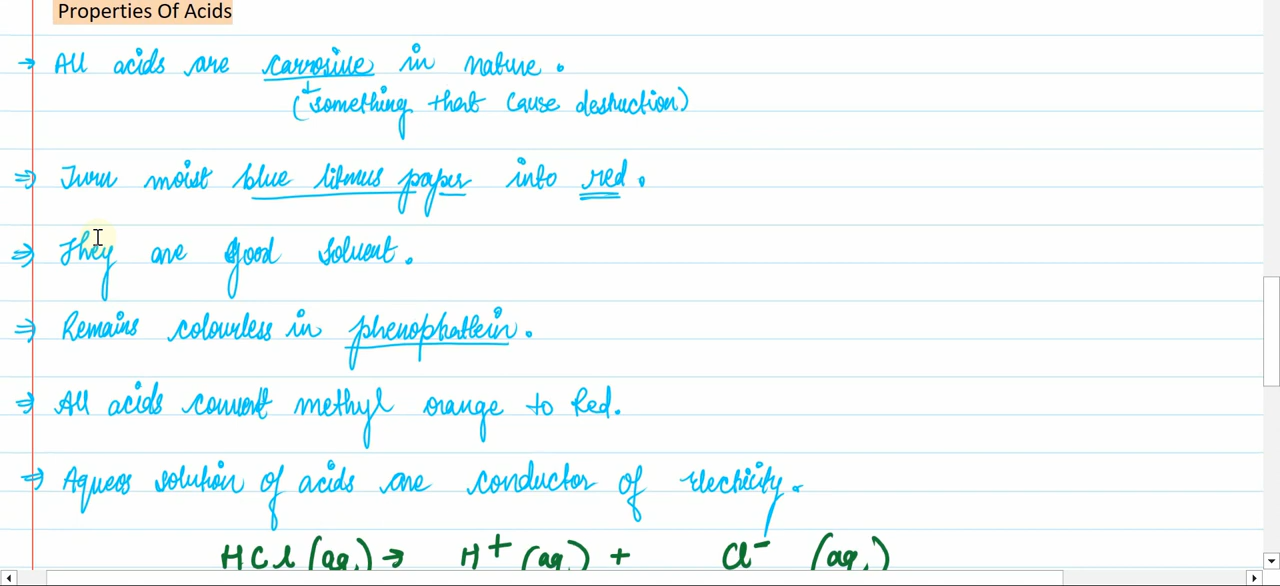 Properties Of Acids
→ All acids are carrosive in nature.
(↓something that cause destruction)
⇒ Turn moist blue litmus paper into red.
⇒ They are good solvent.
⇒ Remains colourless in phenophatlein.
⇒ All acids convert methyl orange to Red.
⇒ Aqueos solution of acids are conductor of electricity.
HCl (aq.) → H⁺ (aq.) + Cl⁻ (aq.)